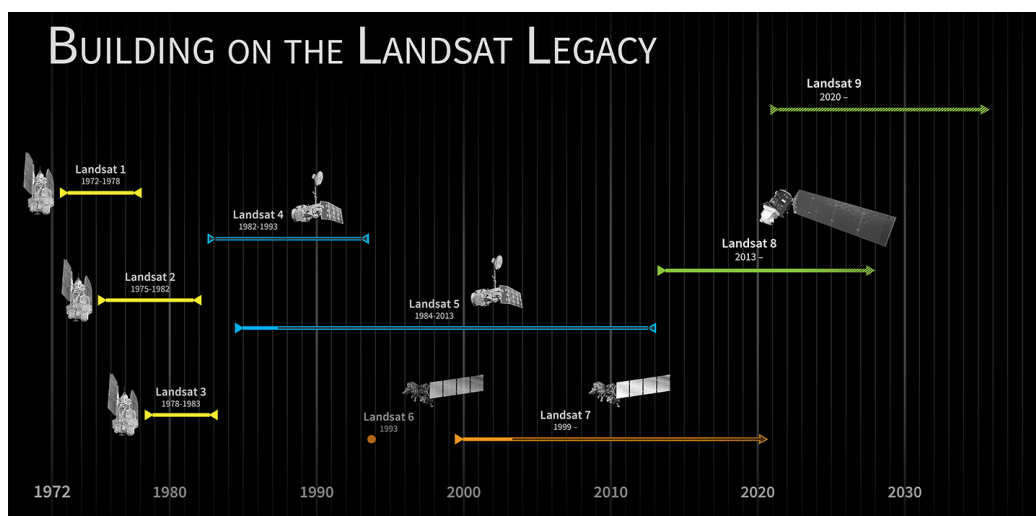 BUILDING ON THE LANDSAT LEGACY
Landsat 9
2020 –
Landsat 1
1972-1978
Landsat 4
1982-1993
Landsat 8
2013 –
Landsat 2
1975-1982
Landsat 5
1984-2013
Landsat 3
1978-1983
Landsat 6
1993
Landsat 7
1999 –
1972 1980 1990 2000 2010 2020 2030